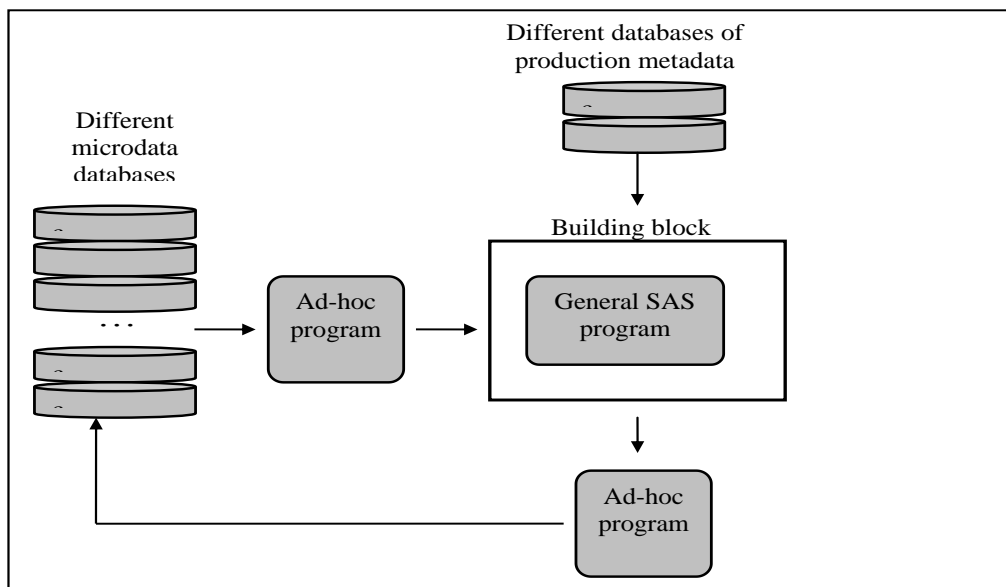 Different databases of
production metadata
Different
microdata
databases
Building block
Ad-hoc
program
General SAS
program
...
Ad-hoc
program